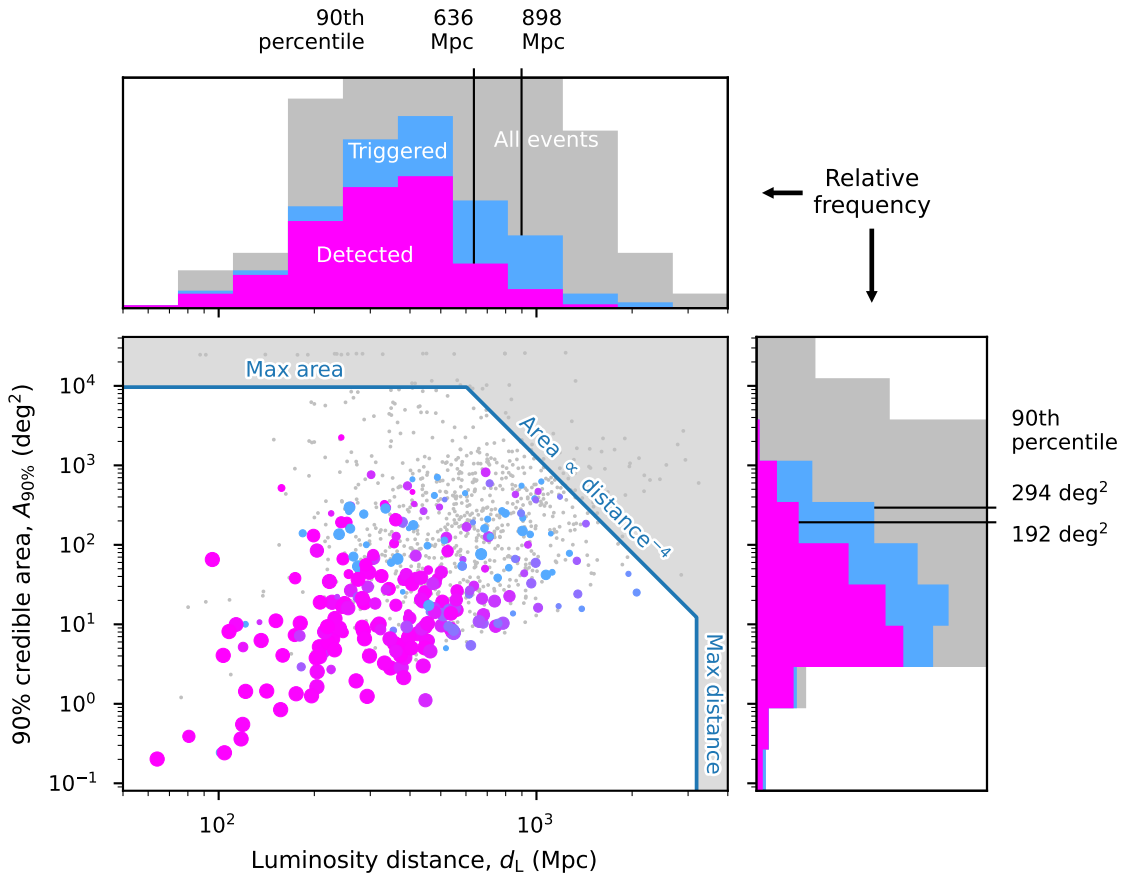 90th
percentile
636
Mpc
898
Mpc
Triggered
All events
Detected
Relative
frequency
Max area
Area ∝ distance⁻⁴
Max distance
10⁴
10³
10²
10¹
10⁰
10⁻¹
90% credible area, A₉₀% (deg²)
10²
10³
Luminosity distance, d_L (Mpc)
90th
percentile
294 deg²
192 deg²